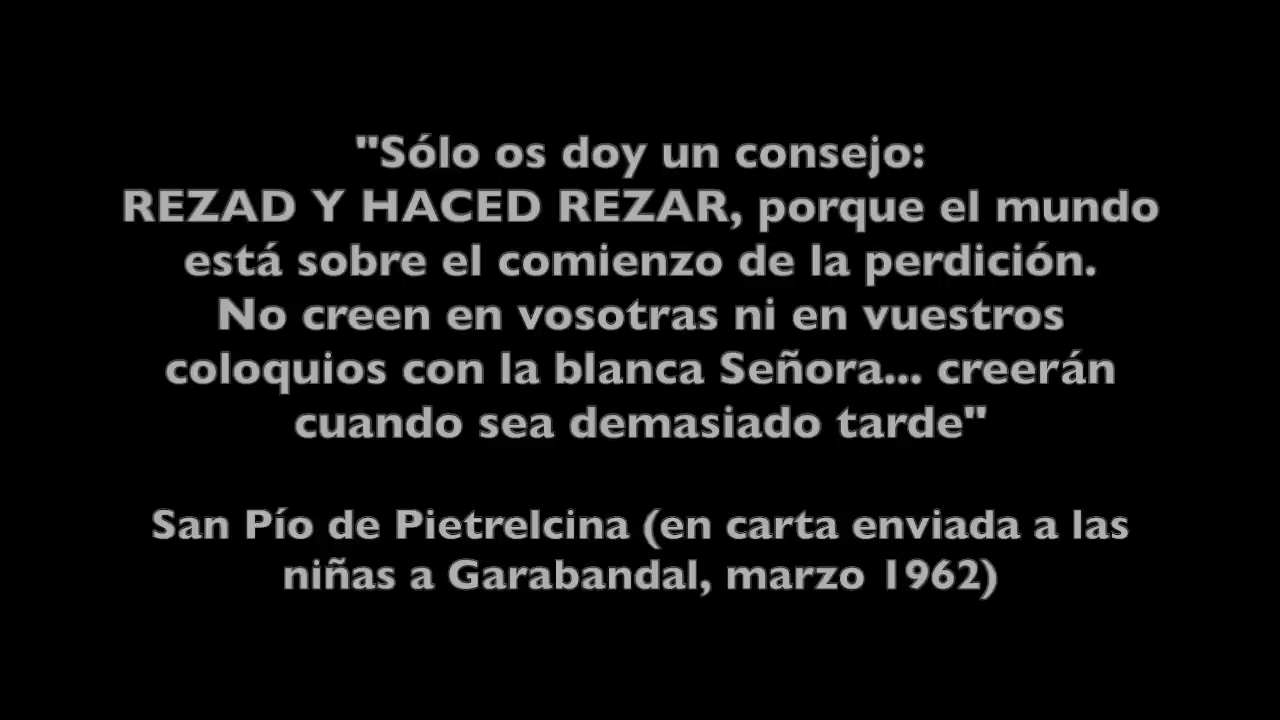 "Sólo os doy un consejo:
REZAD Y HACED REZAR, porque el mundo
está sobre el comienzo de la perdición.
No creen en vosotras ni en vuestros
coloquios con la blanca Señora... creerán
cuando sea demasiado tarde"
San Pío de Pietrelcina (en carta enviada a las
niñas a Garabandal, marzo 1962)